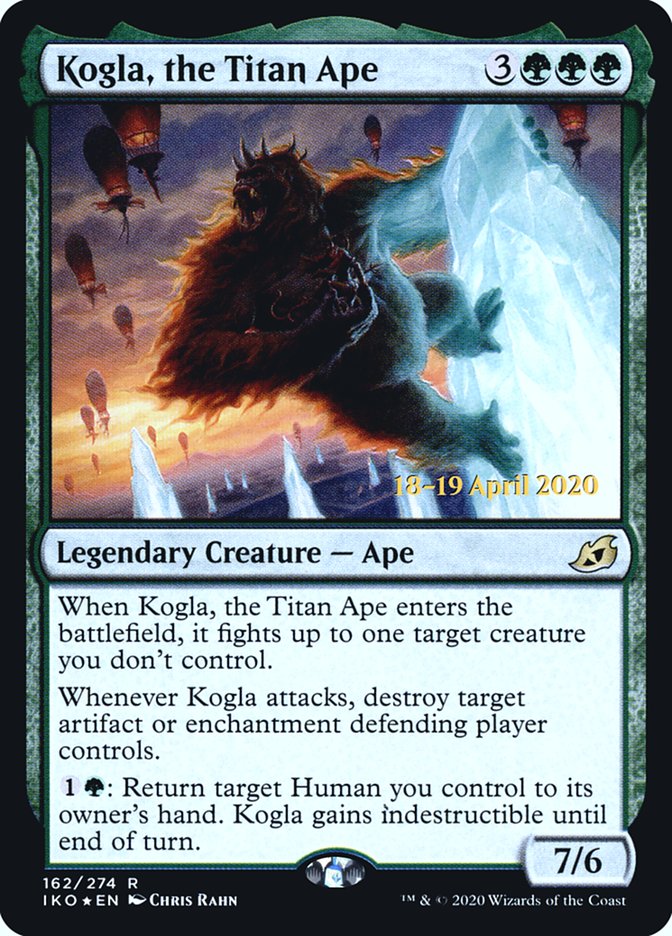 Kogla, the Titan Ape 3
18-19 April 2020
Legendary Creature — Ape
When Kogla, the Titan Ape enters the
battlefield, it fights up to one target creature
you don't control.
Whenever Kogla attacks, destroy target
artifact or enchantment defending player
controls.
1 : Return target Human you control to its
owner's hand. Kogla gains indestructible until
end of turn.
7/6
162/274 R
IKO ★ EN Chris Rahn
™ & © 2020 Wizards of the Coast